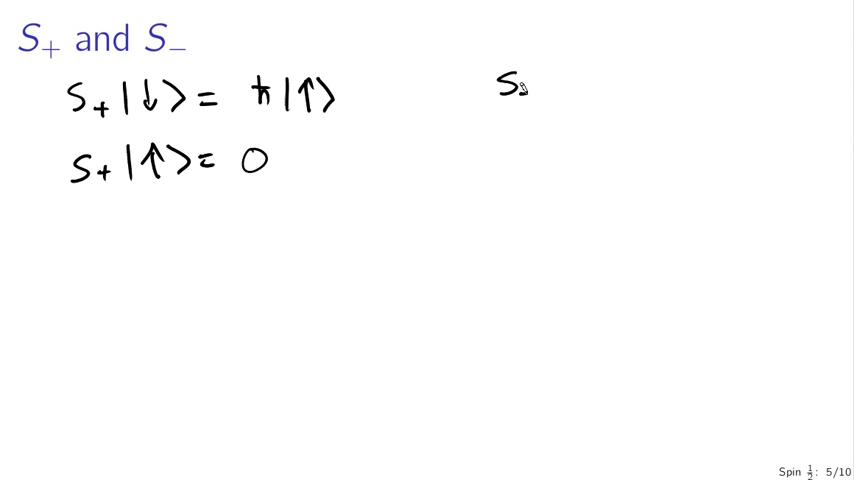 S₊ and S₋
S₊|↓⟩ = ħ|↑⟩
S
S₊|↑⟩ = 0
Spin ½: 5/10